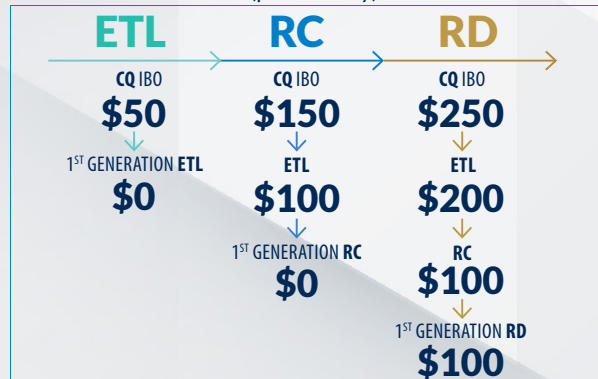 ETL
CQ IBO
$50
1ST GENERATION ETL
$0
RC
CQ IBO
$150
ETL
$100
1ST GENERATION RC
$0
RD
CQ IBO
$250
ETL
$200
RC
$100
1ST GENERATION RD
$100